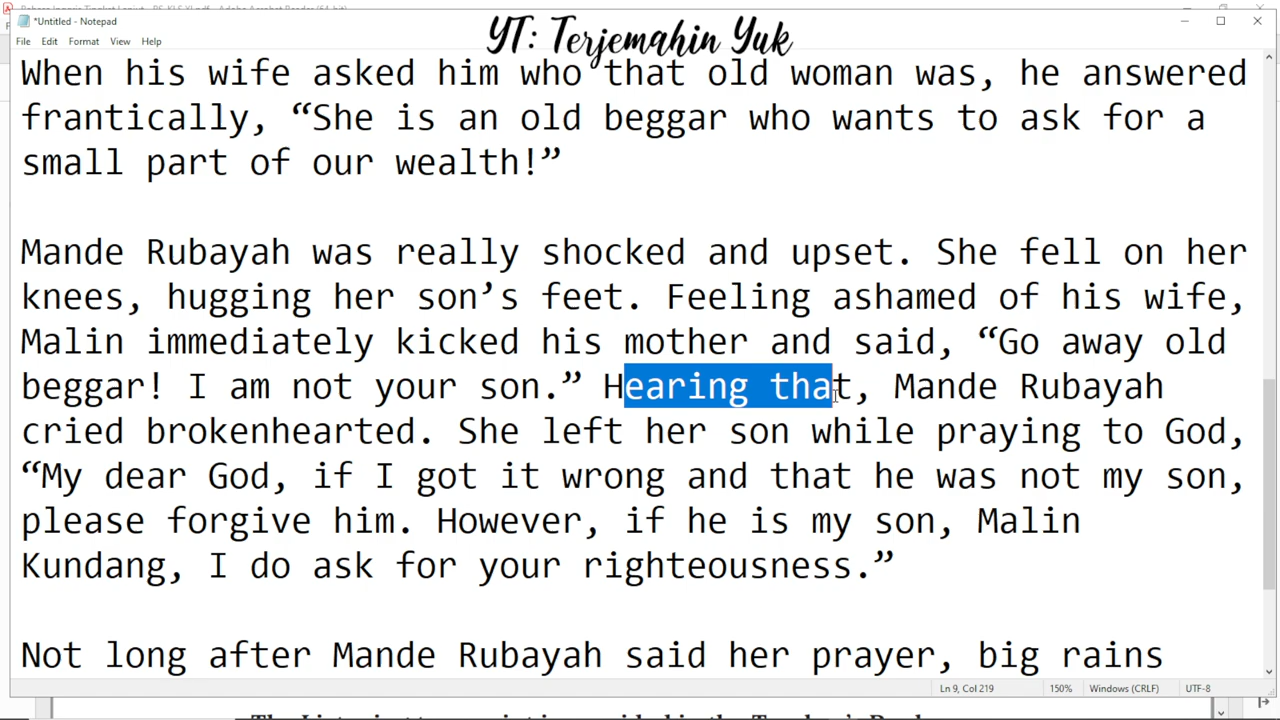 *Untitled - Notepad
YT: Terjemahin Yuk
File Edit Format View Help
When his wife asked him who that old woman was, he answered
frantically, “She is an old beggar who wants to ask for a
small part of our wealth!”
Mande Rubayah was really shocked and upset. She fell on her
knees, hugging her son’s feet. Feeling ashamed of his wife,
Malin immediately kicked his mother and said, “Go away old
beggar! I am not your son.” Hearing that, Mande Rubayah
cried brokenhearted. She left her son while praying to God,
“My dear God, if I got it wrong and that he was not my son,
please forgive him. However, if he is my son, Malin
Kundang, I do ask for your righteousness.”
Not long after Mande Rubayah said her prayer, big rains
Ln 9, Col 219 150% Windows (CRLF) UTF-8